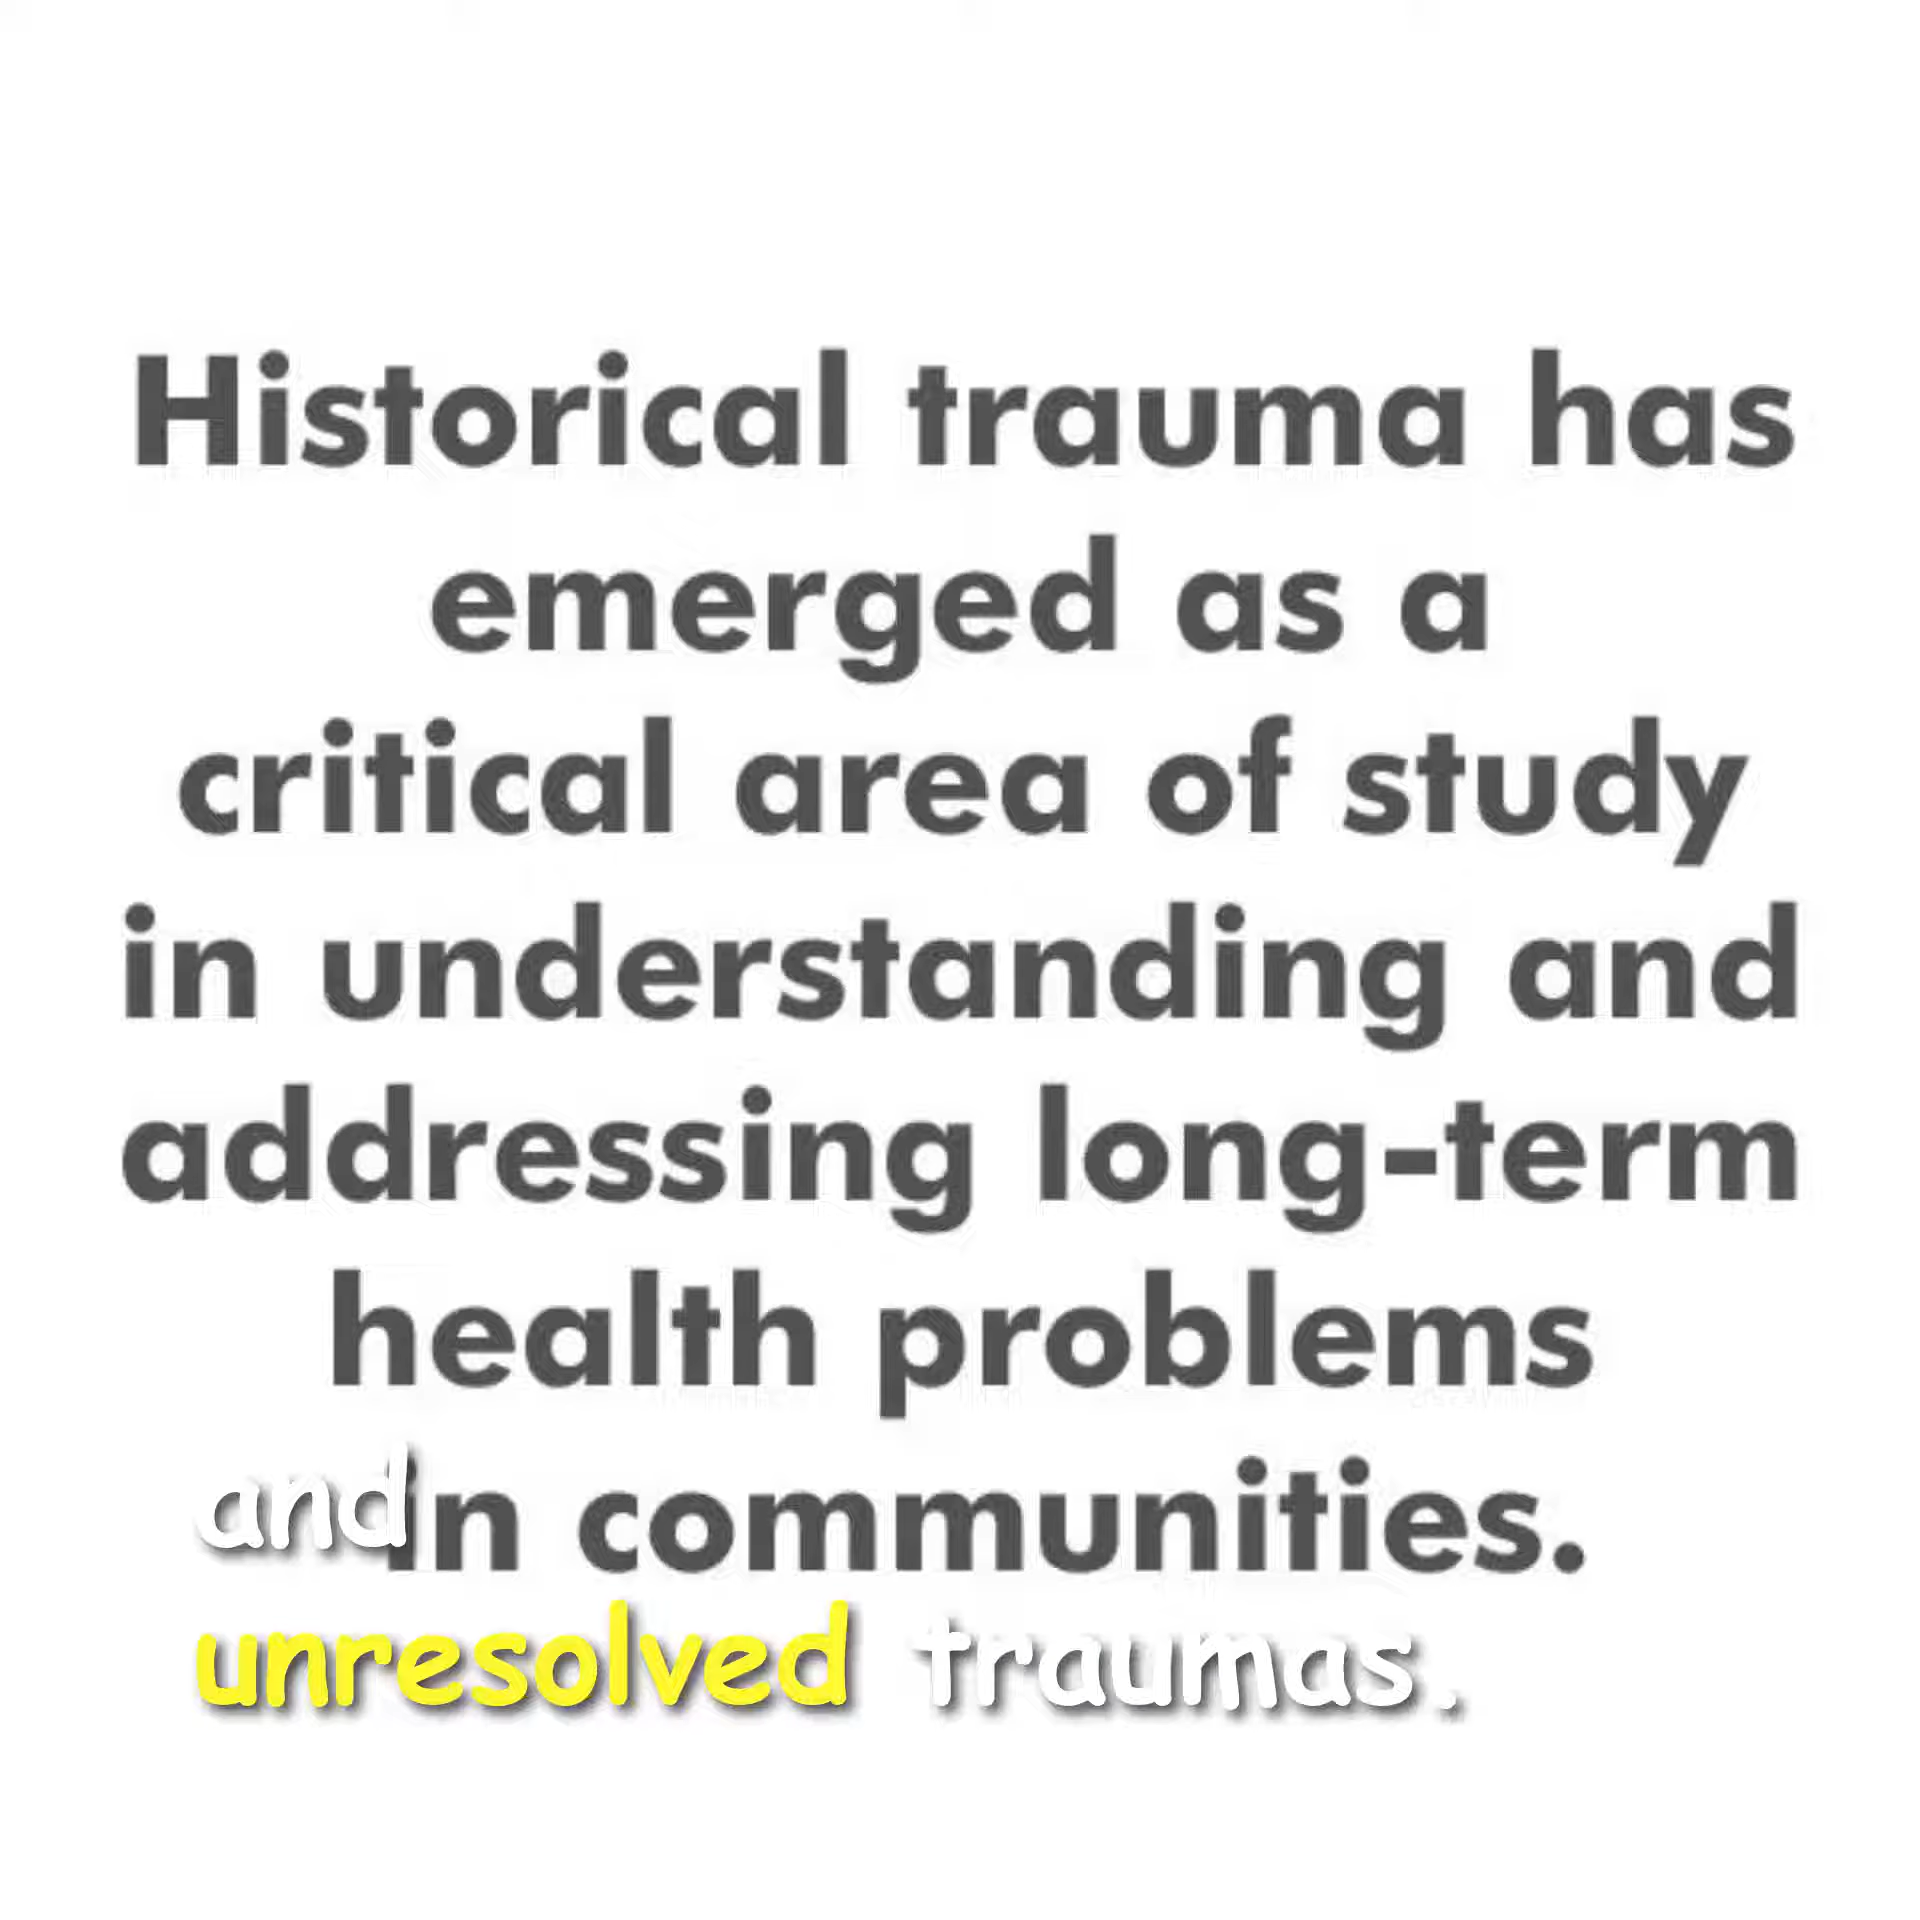 Historical trauma has
emerged as a
critical area of study
in understanding and
addressing long-term
health problems
in communities.
and
unresolved traumas.